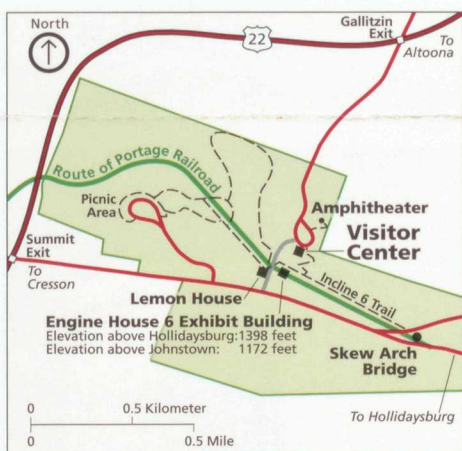 North
22
Gallitzin
Exit
To
Altoona
Route of Portage Railroad
Picnic
Area
Amphitheater
Visitor
Center
Summit
Exit
To
Cresson
Lemon House
Incline 6 Trail
Engine House 6 Exhibit Building
Elevation above Hollidaysburg: 1398 feet
Elevation above Johnstown: 1172 feet
Skew Arch
Bridge
To Hollidaysburg
0 0.5 Kilometer
0 0.5 Mile